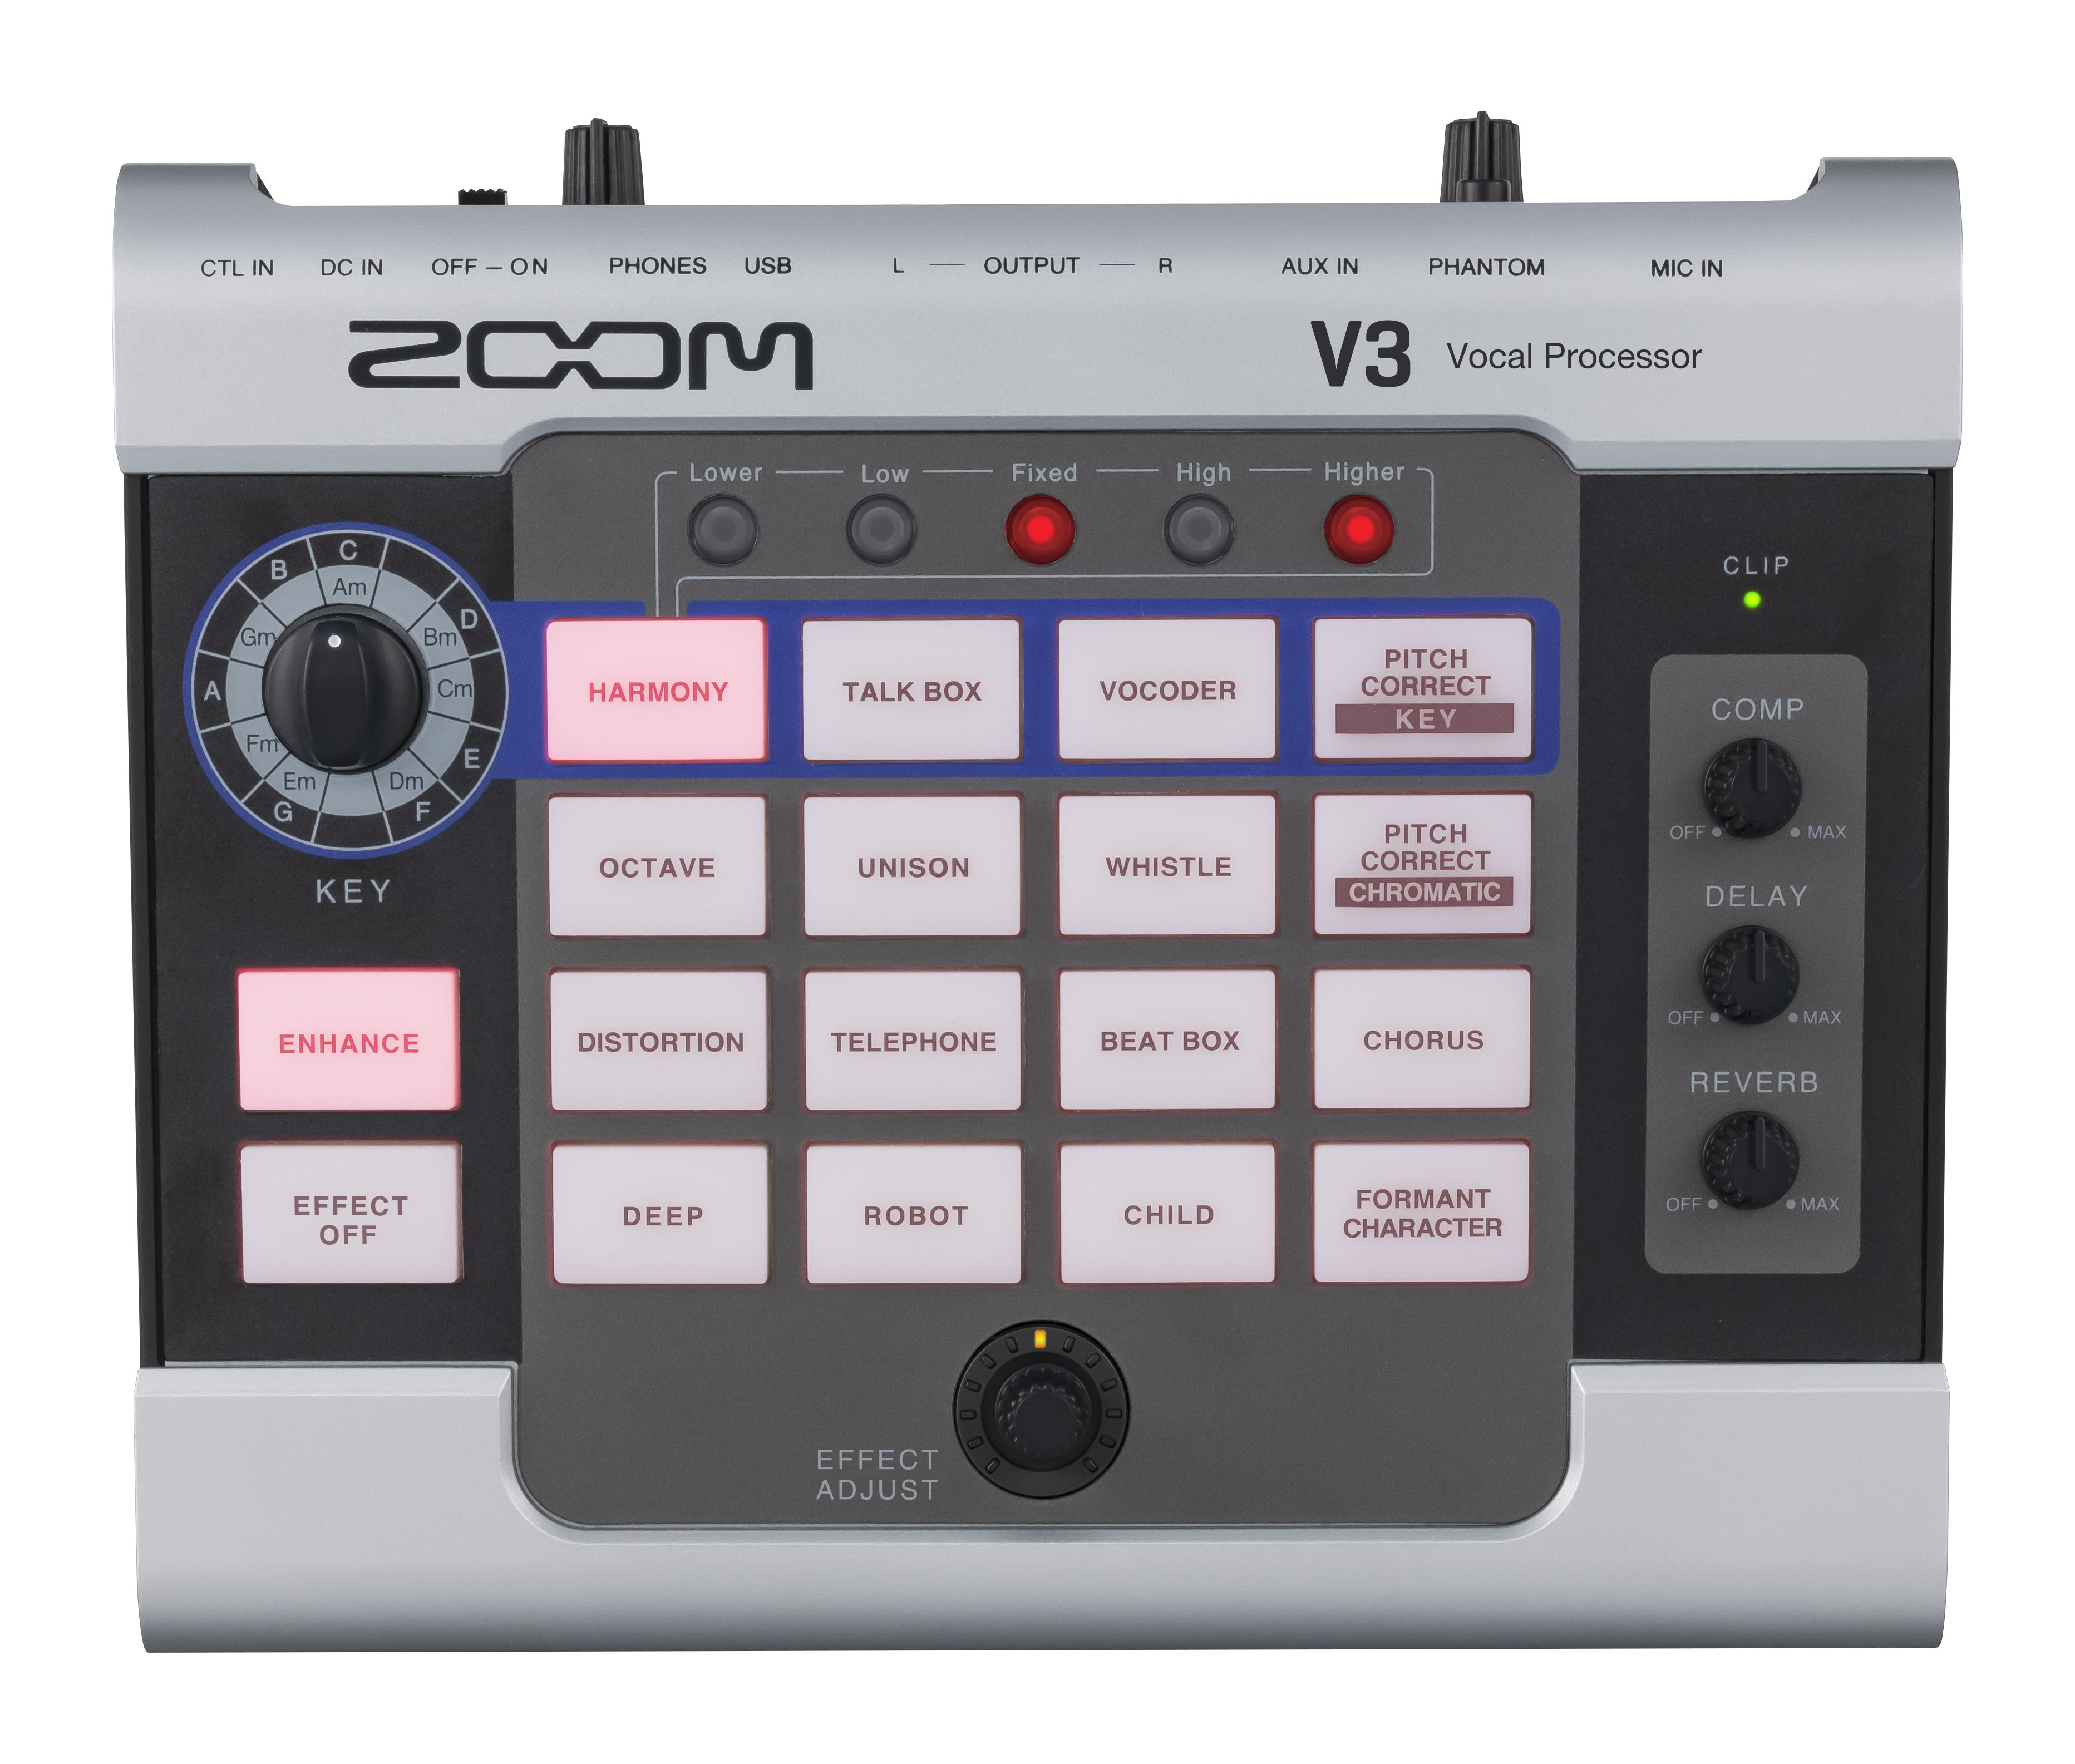 CTL IN DC IN OFF – ON PHONES USB L — OUTPUT — R AUX IN PHANTOM MIC IN
ZOOM
V3 Vocal Processor
Lower Low Fixed High Higher
C
B
Am
D
Gm
Bm
A
Cm
Fm
E
Em
Dm
G
F
KEY
HARMONY
TALK BOX
VOCODER
PITCH
CORRECT
KEY
OCTAVE
UNISON
WHISTLE
PITCH
CORRECT
CHROMATIC
ENHANCE
DISTORTION
TELEPHONE
BEAT BOX
CHORUS
EFFECT
OFF
DEEP
ROBOT
CHILD
FORMANT
CHARACTER
CLIP
COMP
OFF MAX
DELAY
OFF MAX
REVERB
OFF MAX
EFFECT
ADJUST